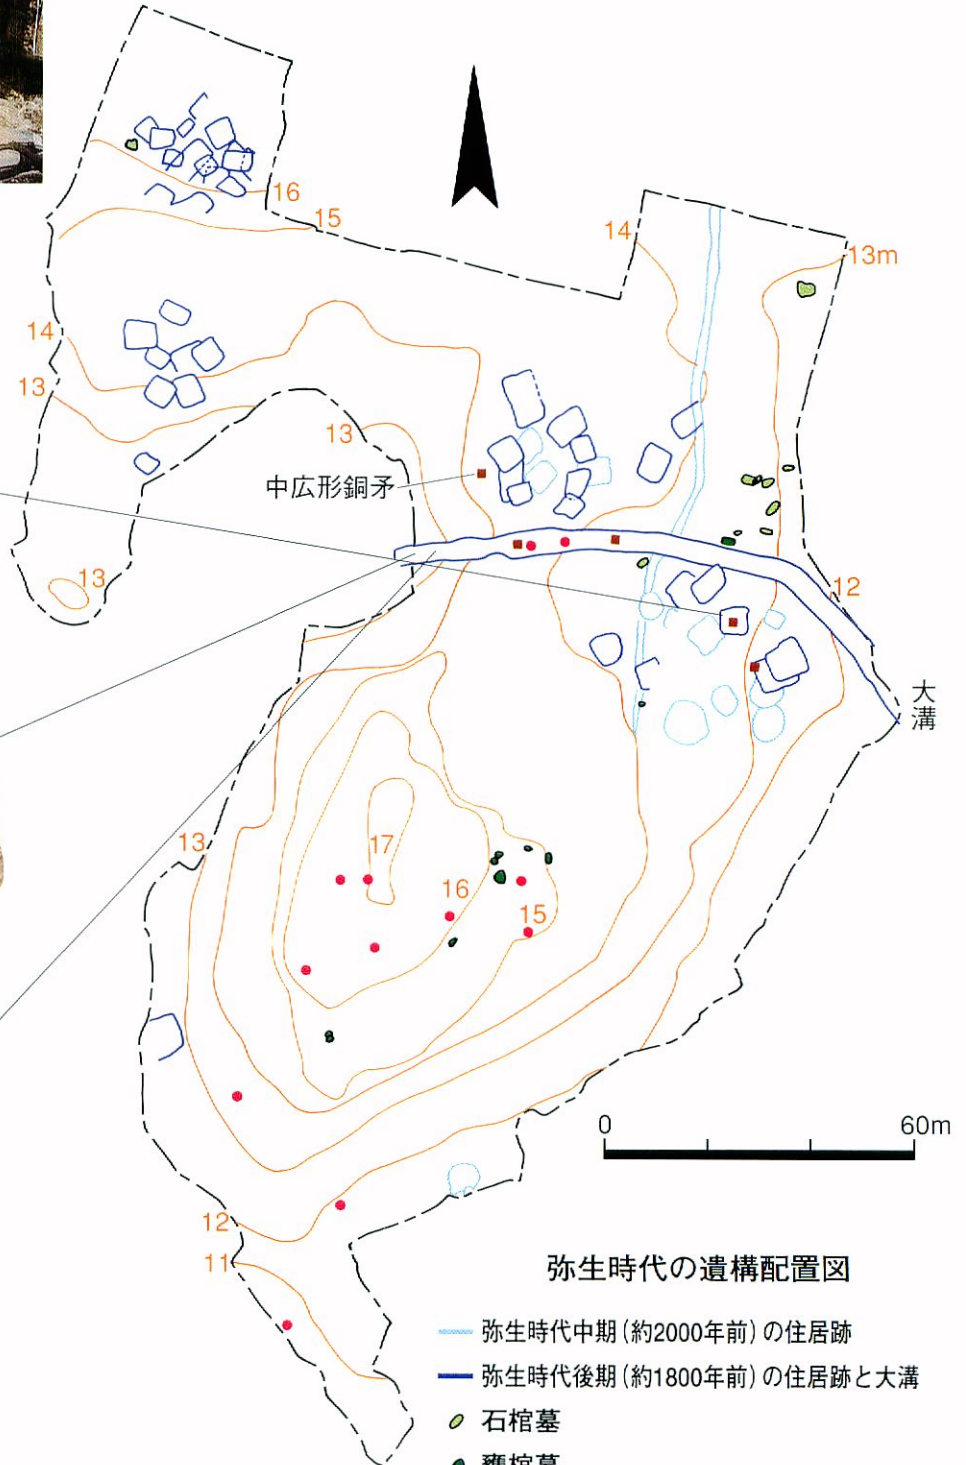 16
15
14
13m
14
13
13
中広形銅矛
13
12
大溝
17
13
16
15
0 60m
12
11
弥生時代の遺構配置図
弥生時代中期(約2000年前)の住居跡
弥生時代後期(約1800年前)の住居跡と大溝
石棺墓
甕棺墓